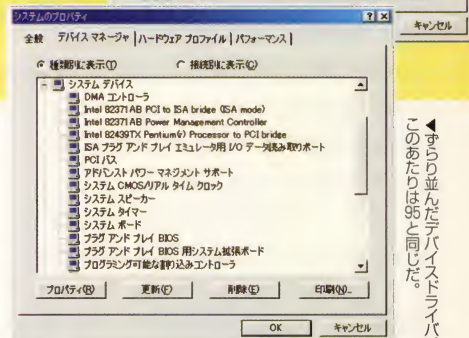 システムのプロパティ
キャンセル
全般 デバイス マネージャ ハードウェア プロファイル パフォーマンス
種類別に表示(T) 接続別に表示(C)
システム デバイス
DMA コントローラ
Intel 82371AB PCI to ISA bridge (ISA mode)
Intel 82371AB Power Management Controller
Intel 82439TX Pentium(r) Processor to PCI bridge
ISA プラグ アンド プレイ エミュレータ用 I/O データ読み取りポート
PCI バス
アドバンスト パワー マネジメント サポート
システム CMOS/リアル タイム クロック
システム スピーカー
システム タイマー
システム ボード
プラグ アンド プレイ BIOS
プラグ アンド プレイ BIOS 用システム拡張ボード
プログラミング可能な割り込みコントローラ
プロパティ(R) 更新(F) 削除(E) 印刷(N)...
OK キャンセル
◀ずらり並んだデバイスドライバ。
このあたりは95と同じだ。